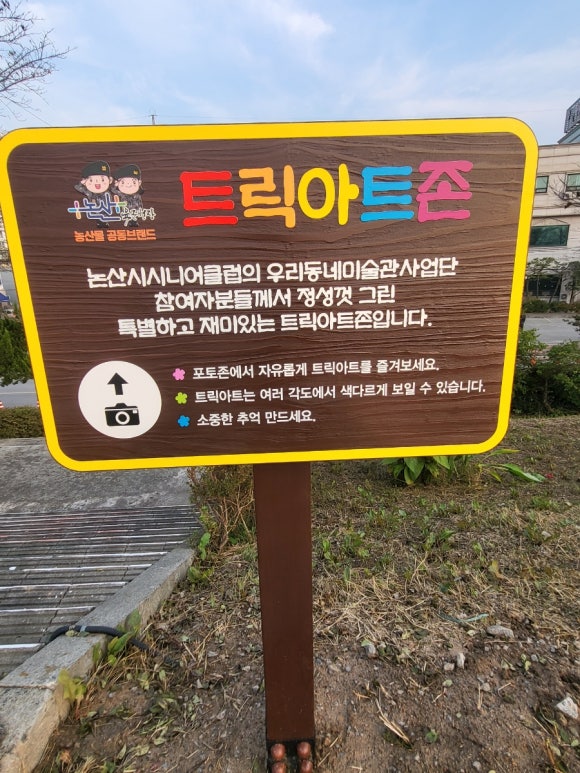 트릭아트존
논산
농산물 공동브랜드
논산시시니어클럽의 우리동네미술관사업단
참여자분들께서 정성껏 그린
특별하고 재미있는 트릭아트존입니다.
포토존에서 자유롭게 트릭아트를 즐겨보세요.
트릭아트는 여러 각도에서 색다르게 보일 수 있습니다.
소중한 추억 만드세요.